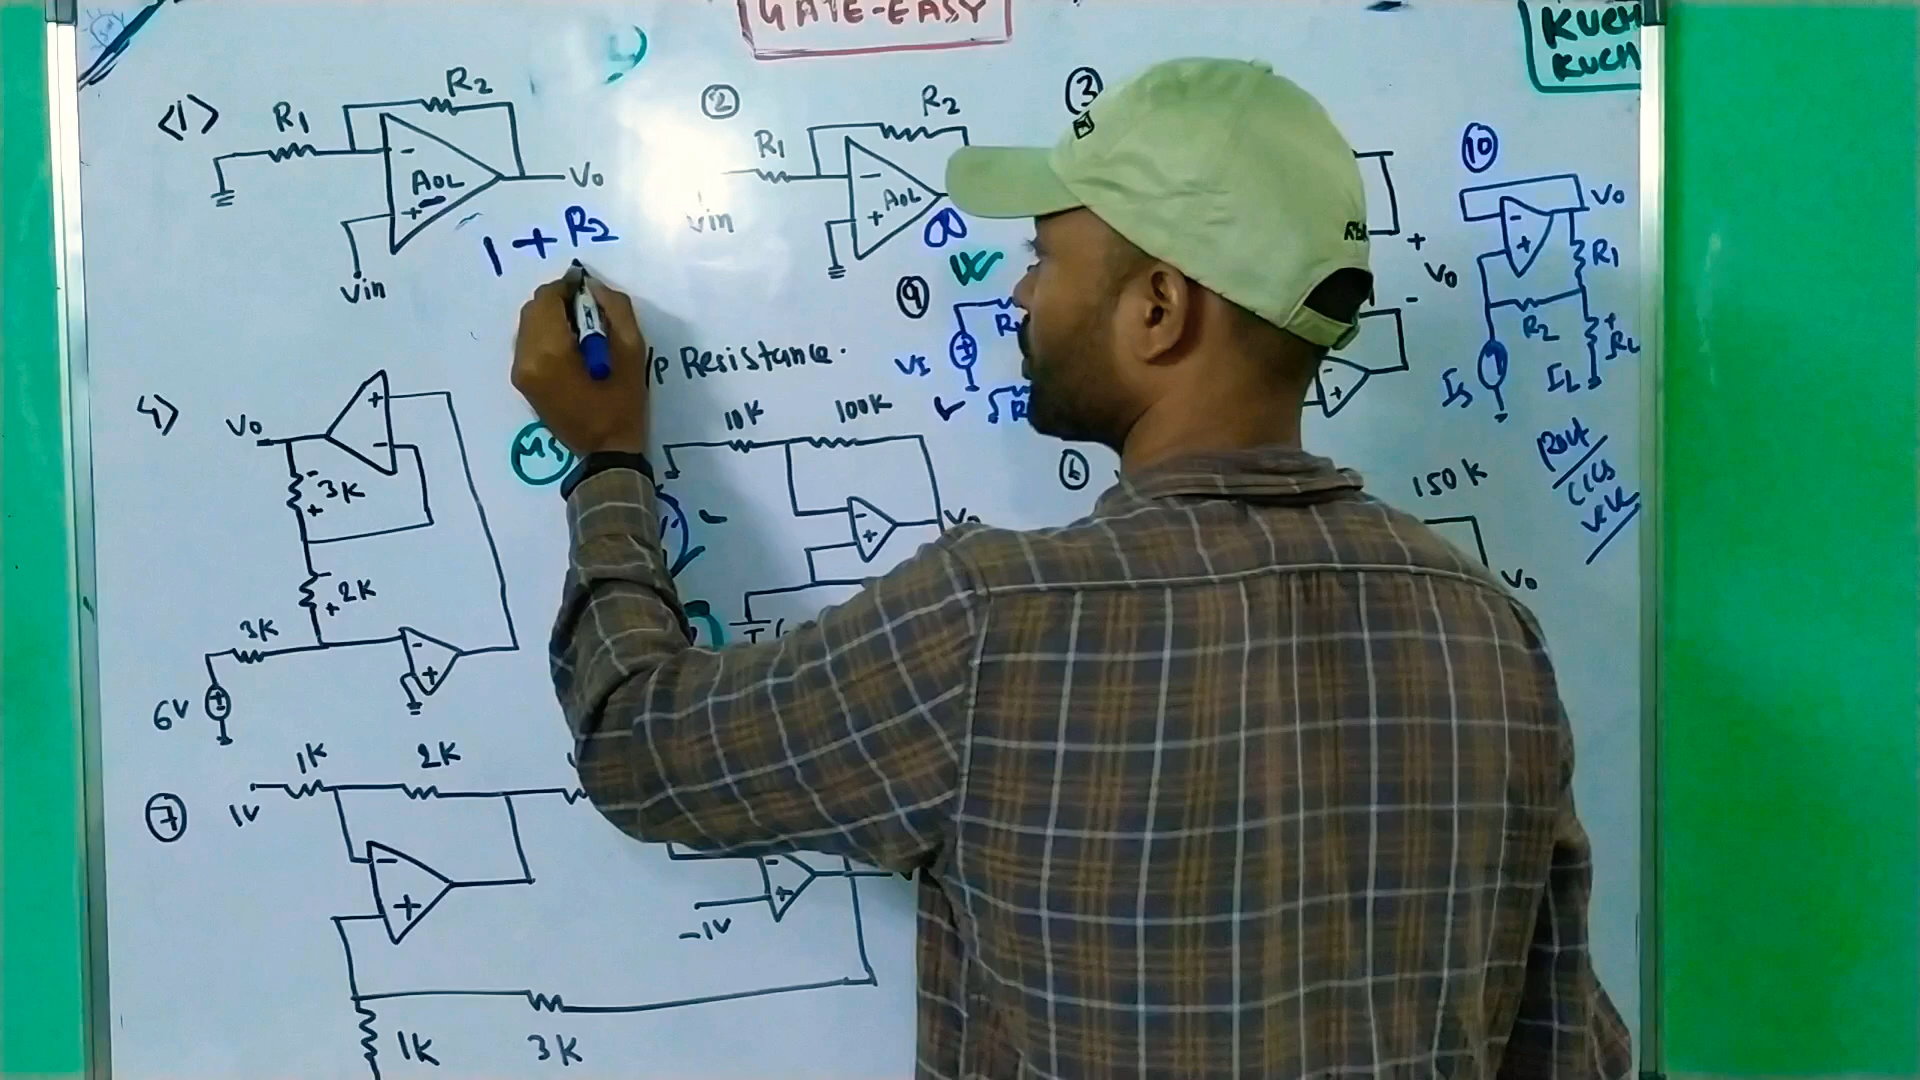 GATE-EASY
KUCH
KUCH
<1>
R1
R2
-
AOL
+
Vo
Vin
1 + R2
②
R1
R2
-
AOL
+
Vin
③
+
Vo
-
⑩
Vo
-
+
R1
R2
RL
+
Is
IL
Rout
⑨
VI
/p Resistance.
4>
Vo
+
-
-
3K
+
-
2K
+
3K
-
+
6V
10K
100K
-
+
Vo
⑥
150K
Vo
⑦
1K
2K
1V
-
+
-
+
-1V
1K
3K